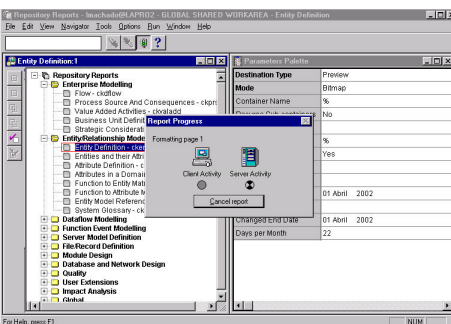 Repository Reports - lmachado@LAPRO2 - GLOBAL SHARED WORKAREA - Entity Definition
File Edit View Navigator Tools Options Run Window Help
Entity Definition:1
Repository Reports
Enterprise Modelling
Flow - ckdflow
Process Source And Consequences - ckprs
Value Added Activities - ckvaladd
Business Unit Definit
Strategic Considerati
Entity/Relationship Mode
Entity Definition - cken
Entities and their Attri
Attribute Definition - c
Attributes in a Domain
Function to Entity Mat
Function to Attribute M
Entity Model Referenc
System Glossary - ck
Dataflow Modelling
Function Event Modelling
Server Model Definition
File/Record Definition
Module Design
Database and Network Design
Quality
User Extensions
Impact Analysis
Global
Report Progress
Formatting page 1
Client Activity Server Activity
Cancel report
Parameters Palette
Destination Type Preview
Mode Bitmap
Container Name %
No
%
Yes
01 Abril 2002
Changed End Date 01 Abril 2002
Days per Month 22
For Help, press F1
NUM